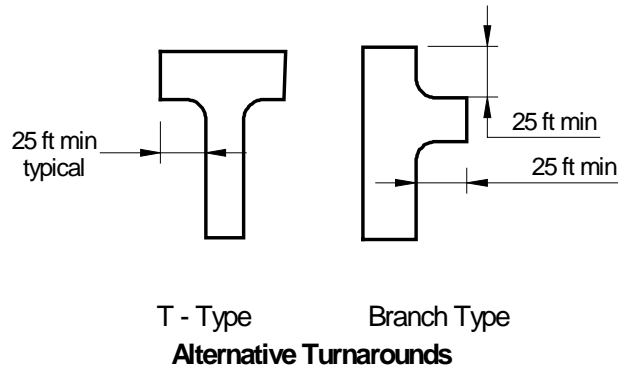 25 ft min
typical
25 ft min
25 ft min
T - Type
Branch Type
Alternative Turnarounds